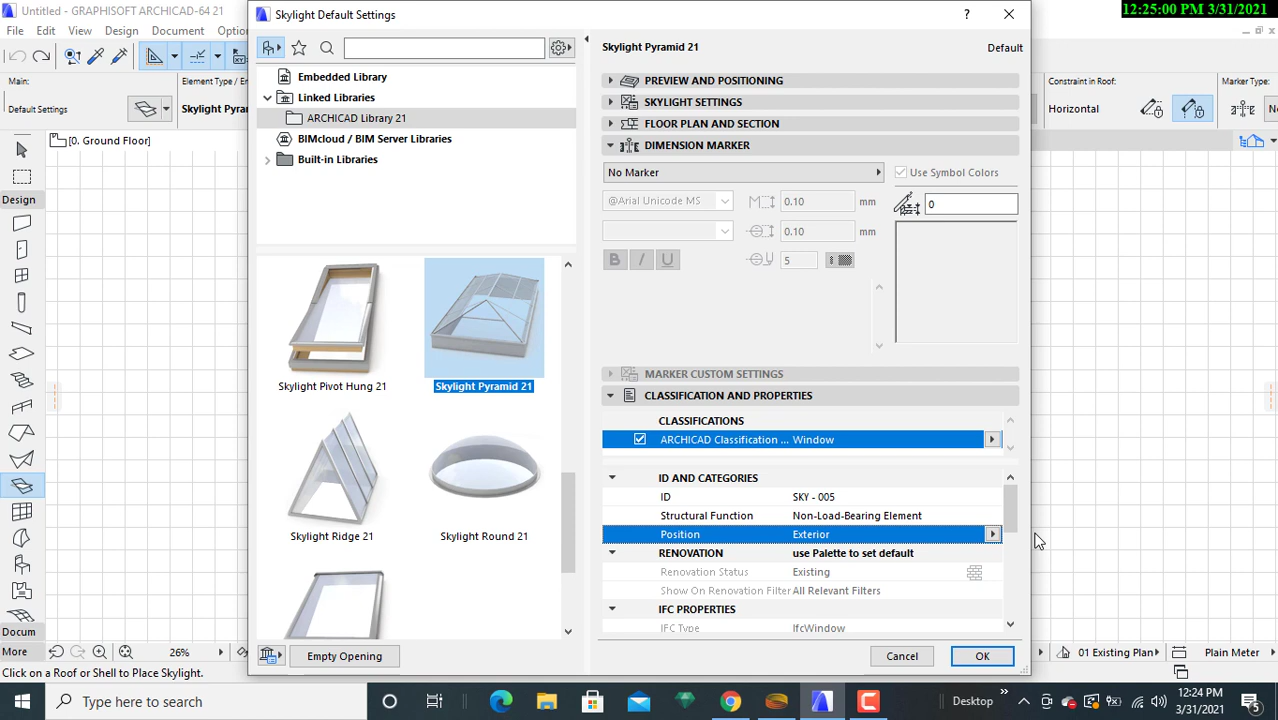 Untitled - GRAPHISOFT ARCHICAD-64 21
12:25:00 PM 3/31/2021
File Edit View Design Document
Skylight Default Settings
?
Main:
Default Settings
Skylight Pyramid 21
Default
Constraint in Roof:
Horizontal
Marker Type:
[0. Ground Floor]
Embedded Library
Linked Libraries
ARCHICAD Library 21
BIMcloud / BIM Server Libraries
Built-in Libraries
PREVIEW AND POSITIONING
SKYLIGHT SETTINGS
FLOOR PLAN AND SECTION
DIMENSION MARKER
No Marker
Use Symbol Colors
@Arial Unicode MS
0.10 mm
0
0.10 mm
B I U
5
Design
Skylight Pivot Hung 21
Skylight Pyramid 21
Skylight Ridge 21
Skylight Round 21
MARKER CUSTOM SETTINGS
CLASSIFICATION AND PROPERTIES
CLASSIFICATIONS
ARCHICAD Classification ... Window
ID AND CATEGORIES
ID SKY - 005
Structural Function Non-Load-Bearing Element
Position Exterior
RENOVATION use Palette to set default
Renovation Status Existing
Show On Renovation Filter All Relevant Filters
IFC PROPERTIES
IFC Type IfcWindow
Empty Opening
Cancel
OK
Docum
More
26%
01 Existing Plan
Plain Meter
Click on a Roof or Shell to Place Skylight.
Type here to search
Desktop
12:24 PM
3/31/2021
5